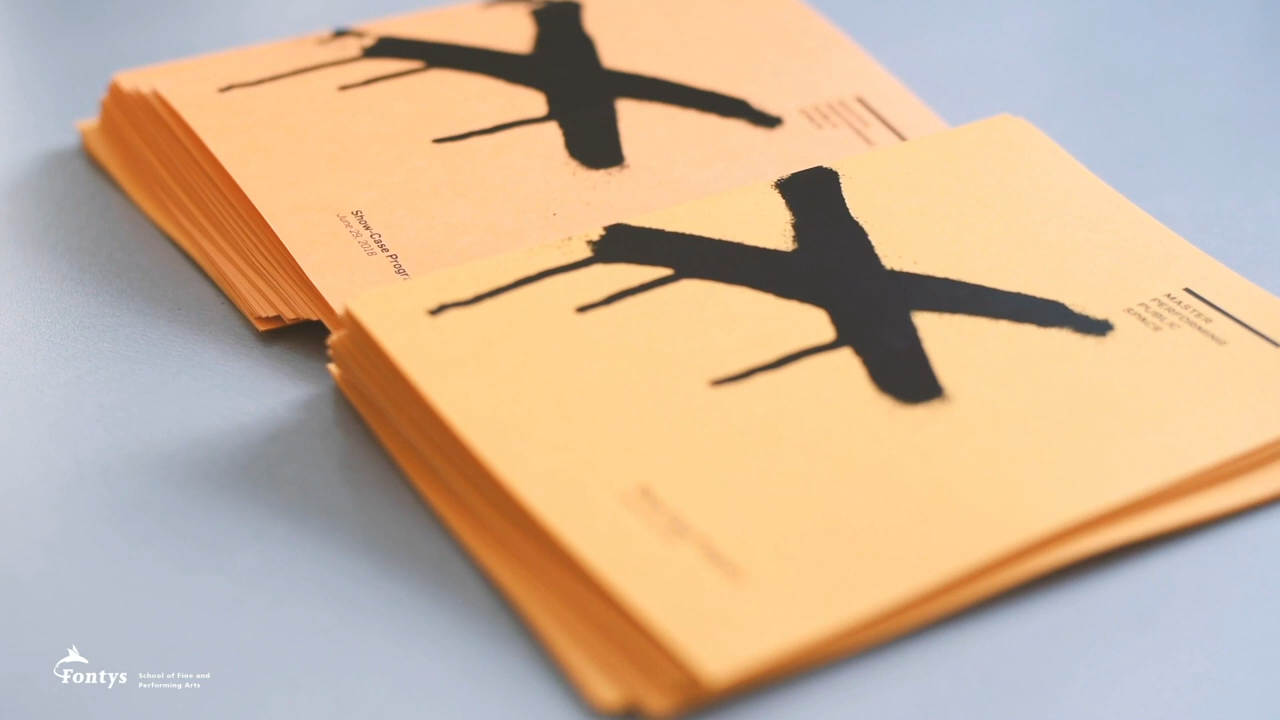 Show-Case Progr
June 29, 2018
MASTER
PERFORMING
PUBLIC
SPACE
Fontys
School of Fine and
Performing Arts